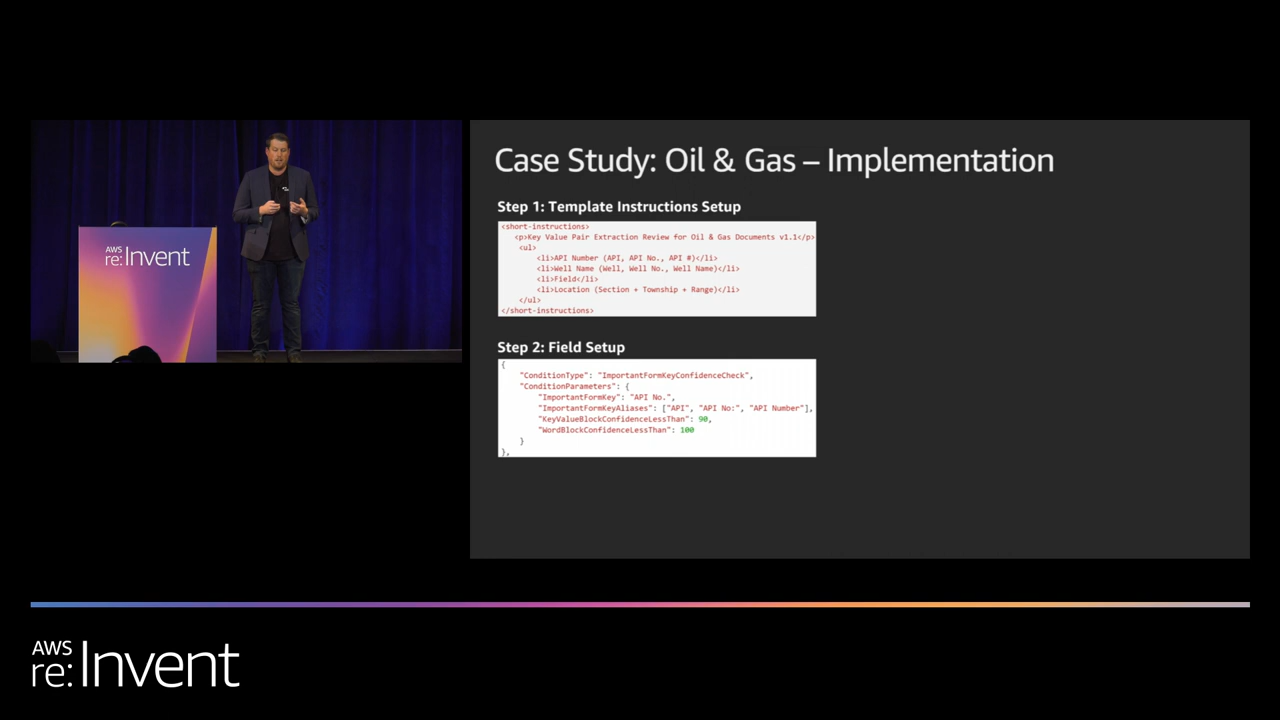 AWS
re:Invent
Case Study: Oil & Gas – Implementation
Step 1: Template Instructions Setup
<short-instructions>
<p>Key Value Pair Extraction Review for Oil & Gas Documents v1.1</p>
<ul>
<li>API Number (API, API No., API #)</li>
<li>Well Name (Well, Well No., Well Name)</li>
<li>Field</li>
<li>Location (Section + Township + Range)</li>
</ul>
</short-instructions>
Step 2: Field Setup
{
"ConditionType": "ImportantFormKeyConfidenceCheck",
"ConditionParameters": {
"ImportantFormKey": "API No.",
"ImportantFormKeyAliases": ["API", "API No:", "API Number"],
"KeyValueBlockConfidenceLessThan": 90,
"WordBlockConfidenceLessThan": 100
}
},
AWS
re:Invent